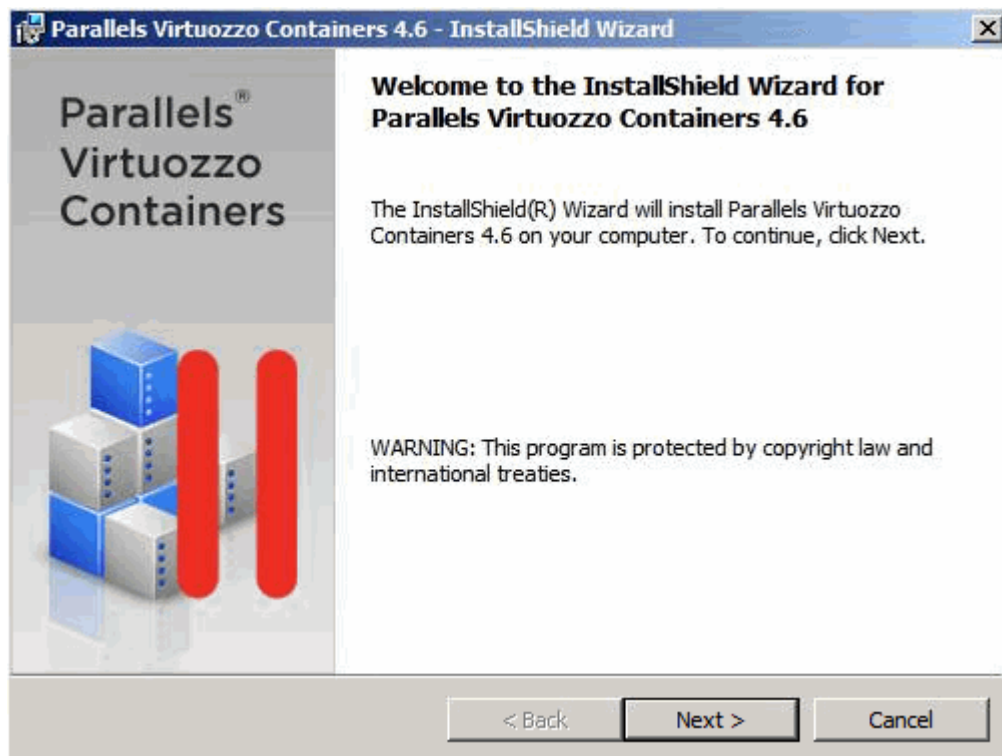 Parallels Virtuozzo Containers 4.6 - InstallShield Wizard
Parallels®
Virtuozzo
Containers
Welcome to the InstallShield Wizard for
Parallels Virtuozzo Containers 4.6
The InstallShield(R) Wizard will install Parallels Virtuozzo
Containers 4.6 on your computer. To continue, click Next.
WARNING: This program is protected by copyright law and
international treaties.
< Back
Next >
Cancel